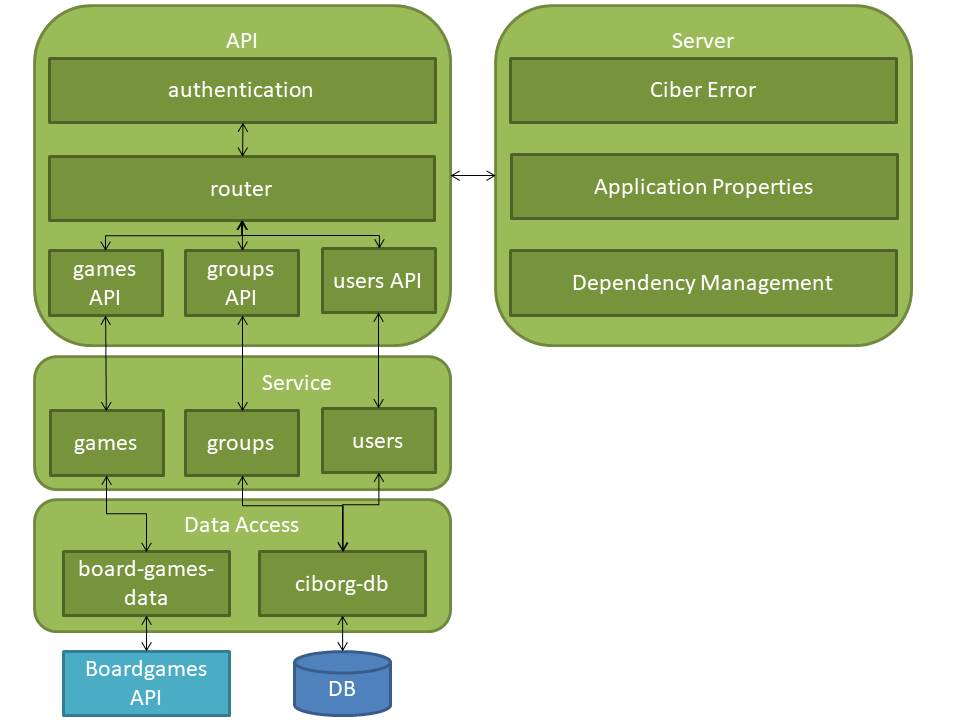 API
authentication
router
games
API
groups
API
users API
Server
Ciber Error
Application Properties
Dependency Management
Service
games
groups
users
Data Access
board-games-
data
ciborg-db
Boardgames
API
DB